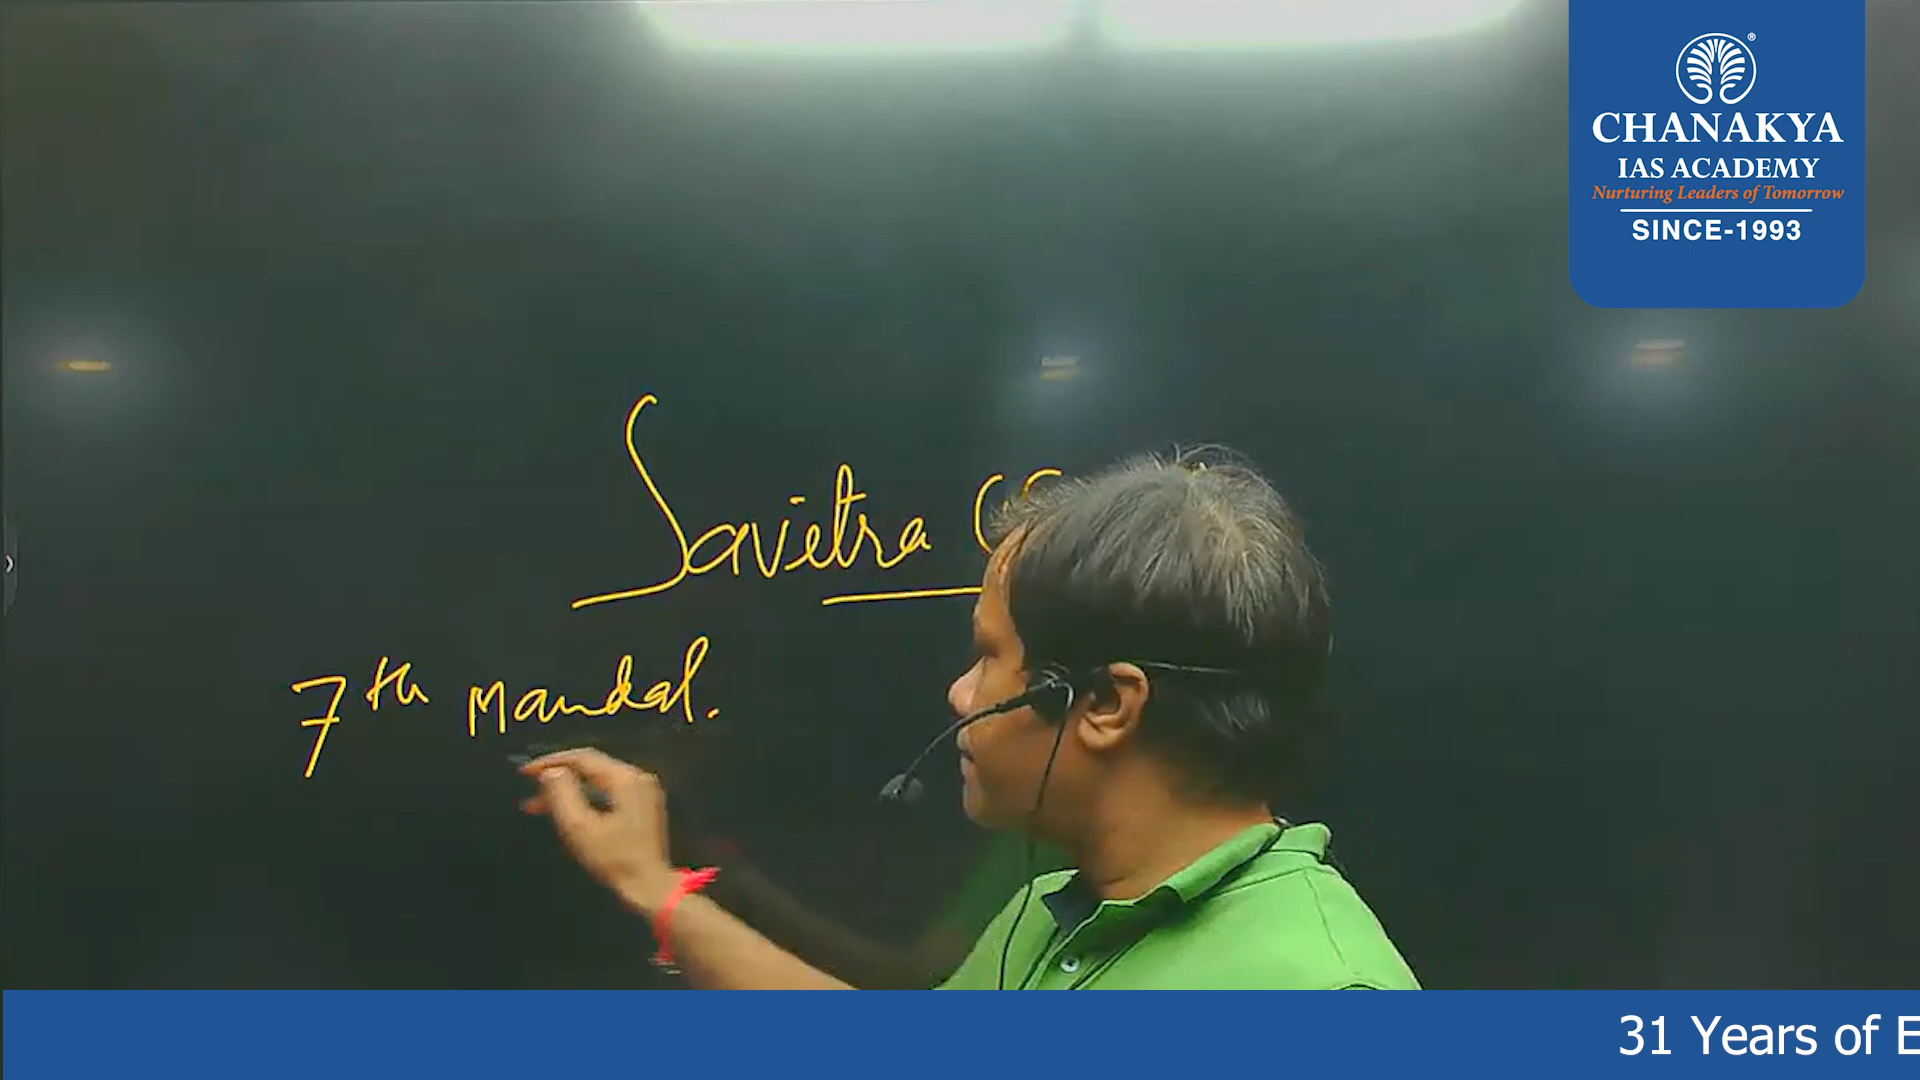 CHANAKYA
IAS ACADEMY
Nurturing Leaders of Tomorrow
SINCE-1993
Savitra
7th Mandal.
31 Years of E